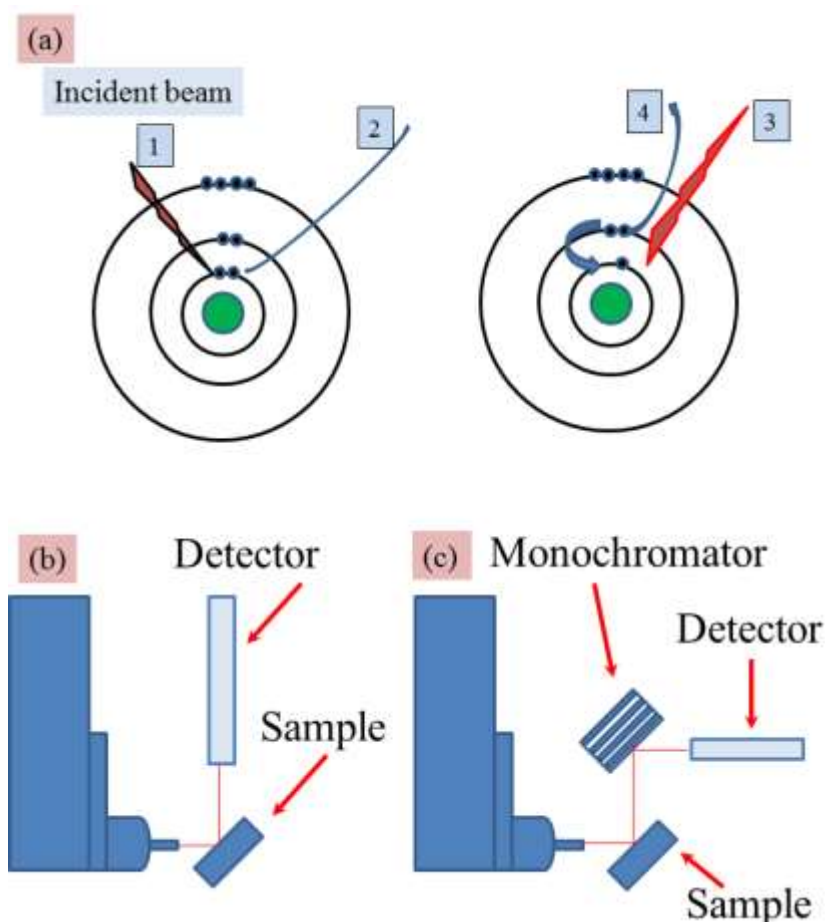 (a)
Incident beam
1
2
4
3
(b)
Detector
Sample
(c)
Monochromator
Detector
Sample